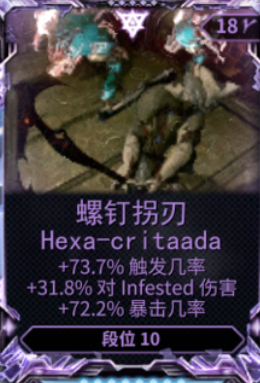 18
螺钉拐刃
Hexa-critaada
+73.7% 触发几率
+31.8% 对 Infested 伤害
+72.2% 暴击几率
段位 10